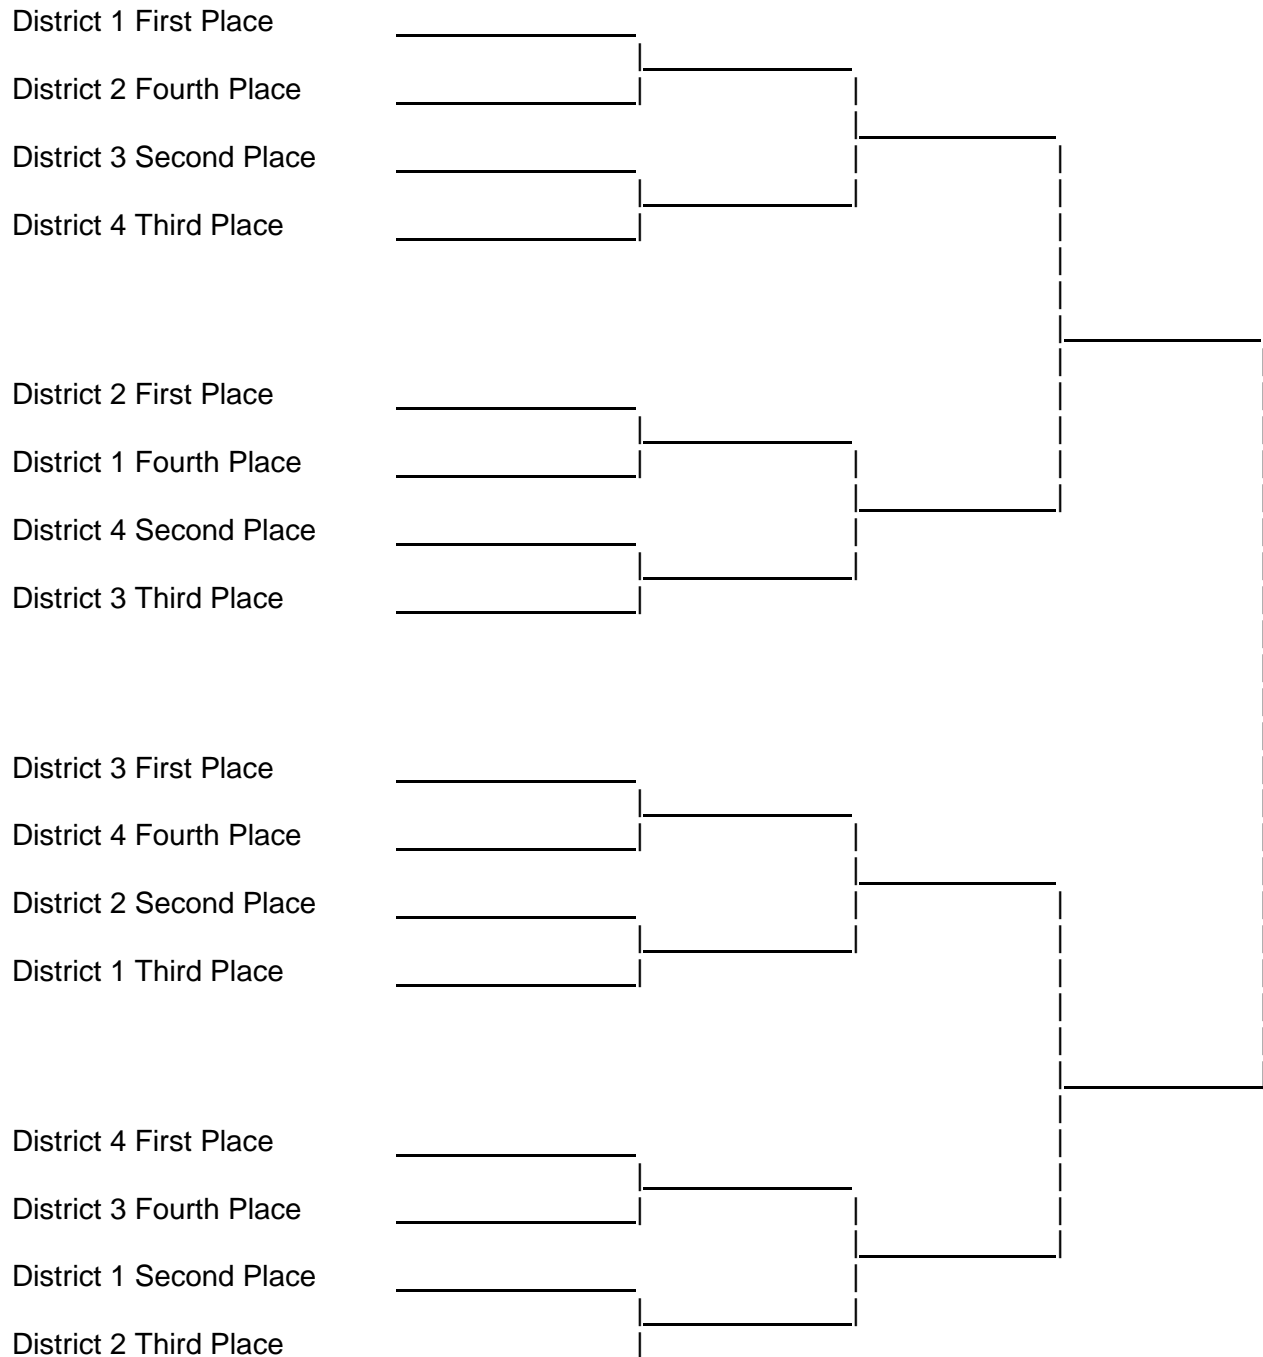 District 1 First Place
District 2 Fourth Place
District 3 Second Place
District 4 Third Place
District 2 First Place
District 1 Fourth Place
District 4 Second Place
District 3 Third Place
District 3 First Place
District 4 Fourth Place
District 2 Second Place
District 1 Third Place
District 4 First Place
District 3 Fourth Place
District 1 Second Place
District 2 Third Place